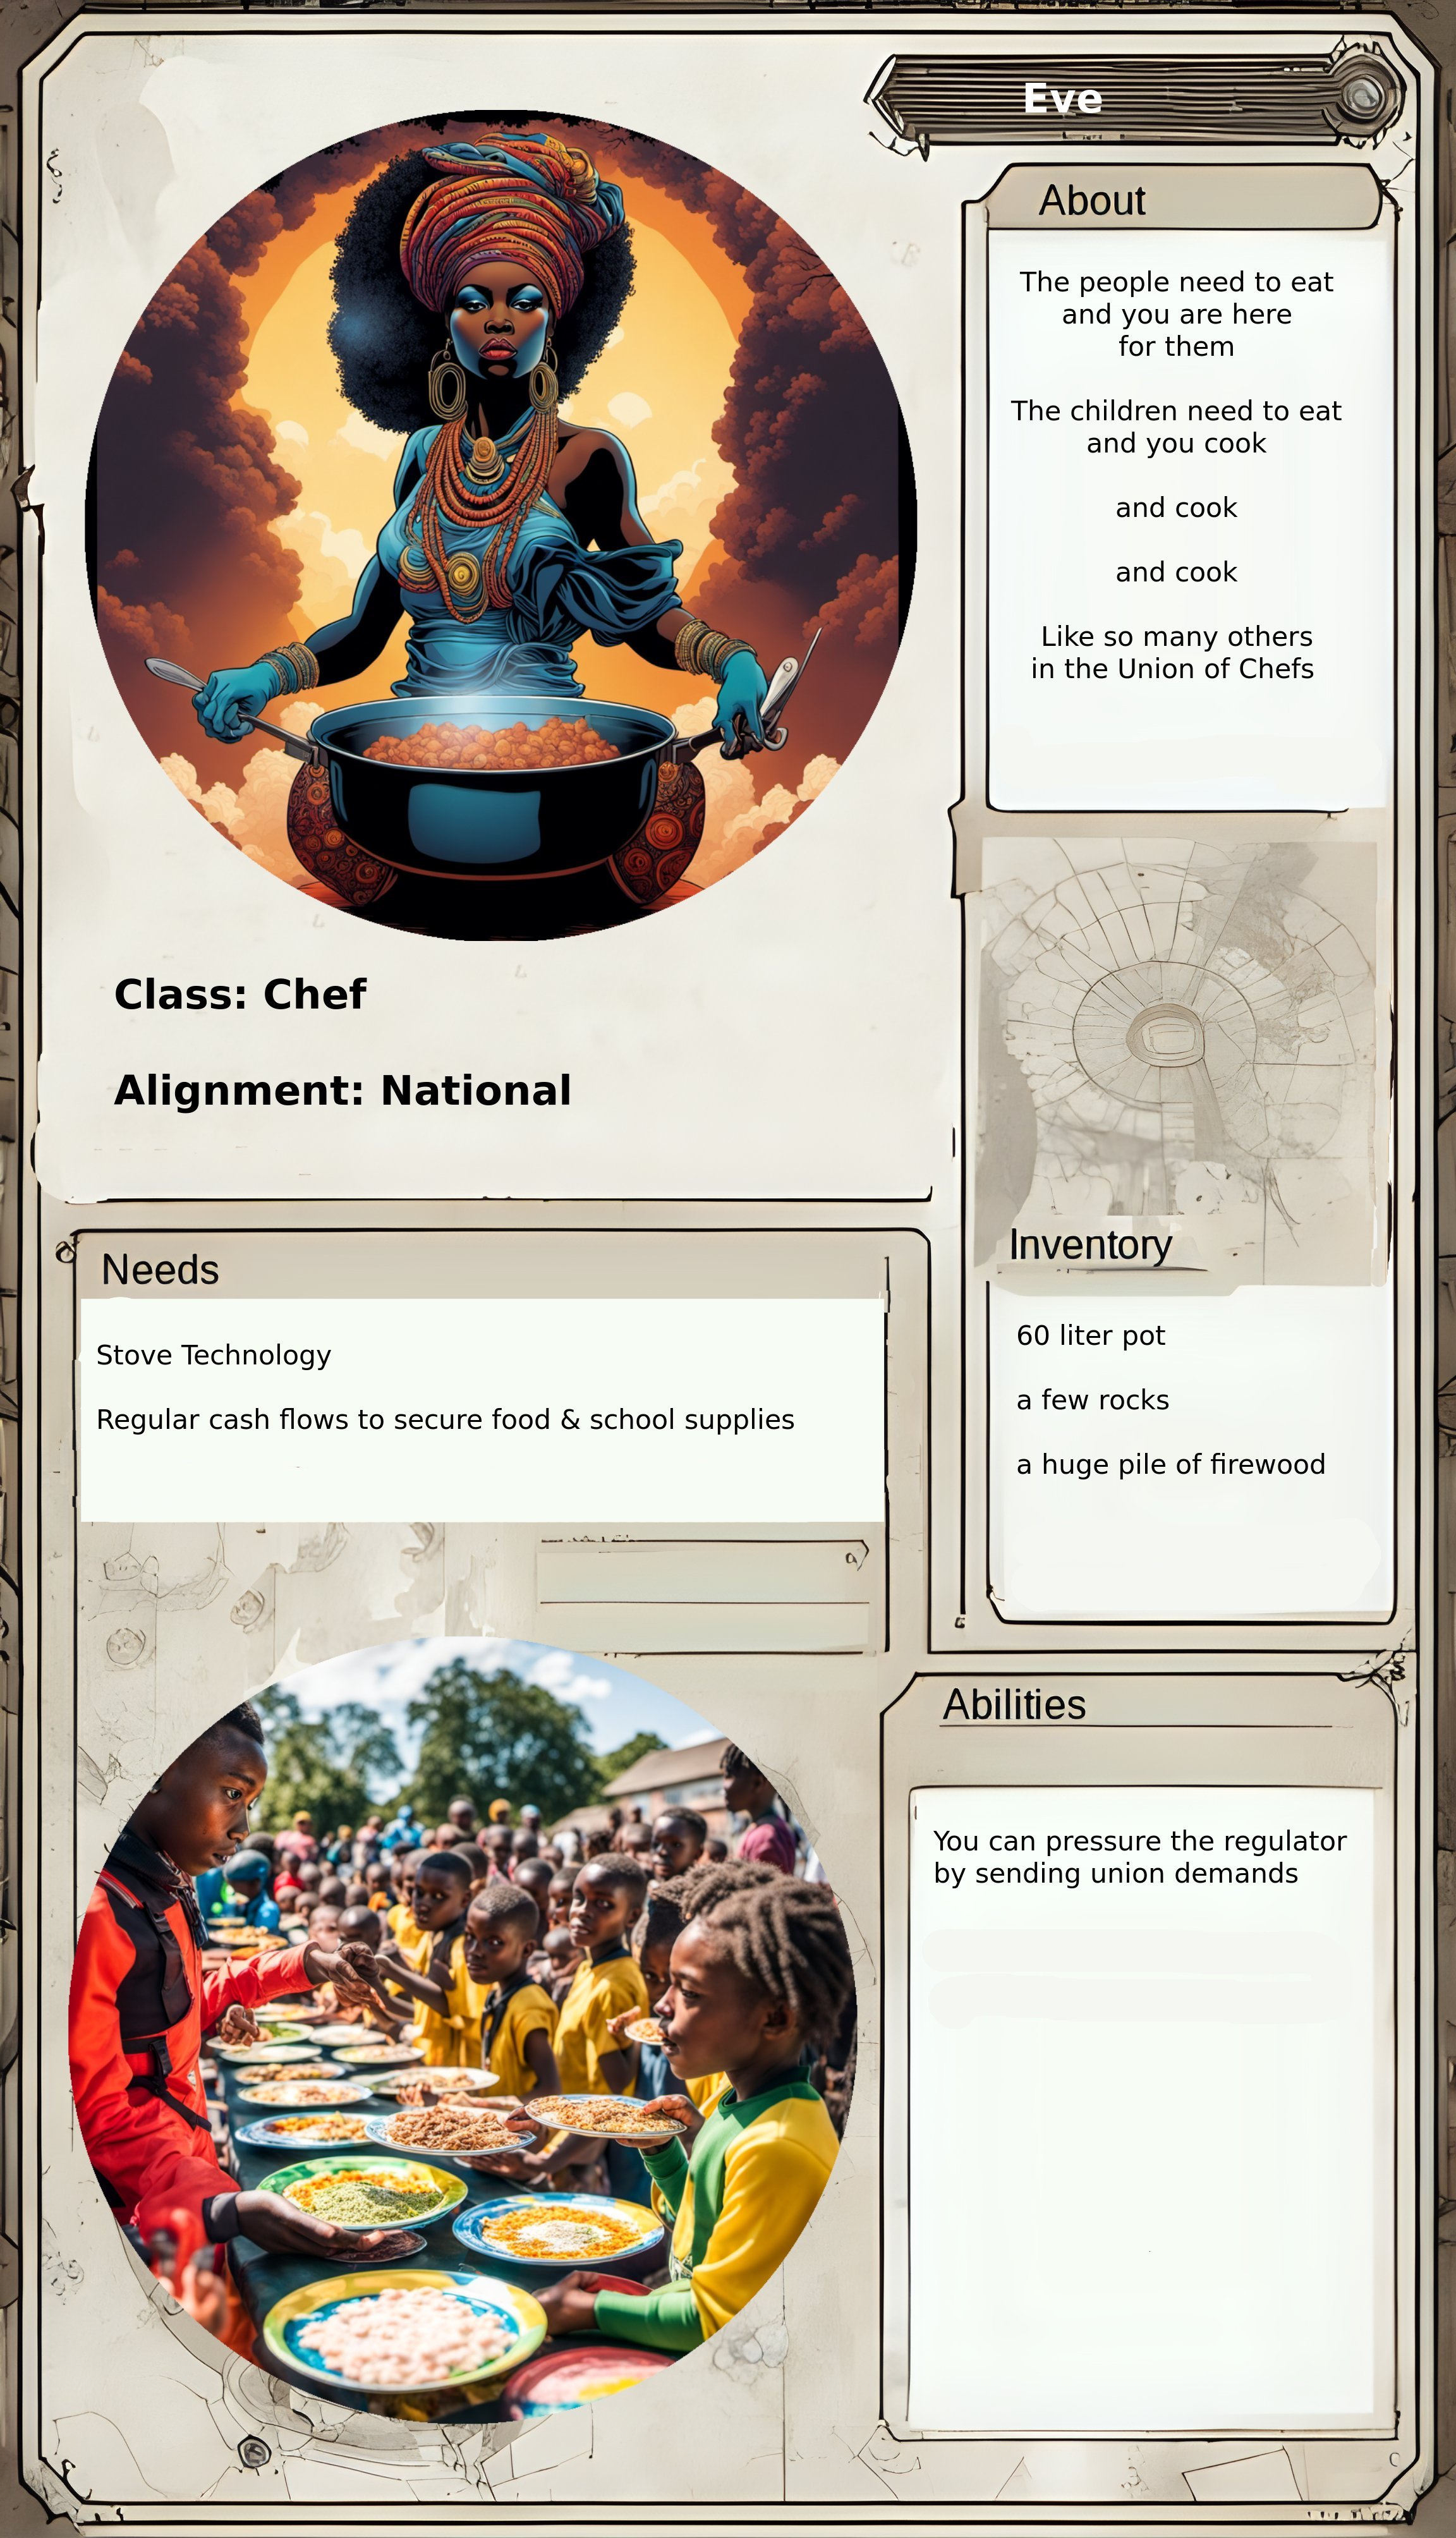 Eve
About
The people need to eat
and you are here
for them
The children need to eat
and you cook
and cook
and cook
Like so many others
in the Union of Chefs
Class: Chef
Alignment: National
Needs
Stove Technology
Regular cash flows to secure food & school supplies
Inventory
60 liter pot
a few rocks
a huge pile of firewood
Abilities
You can pressure the regulator
by sending union demands